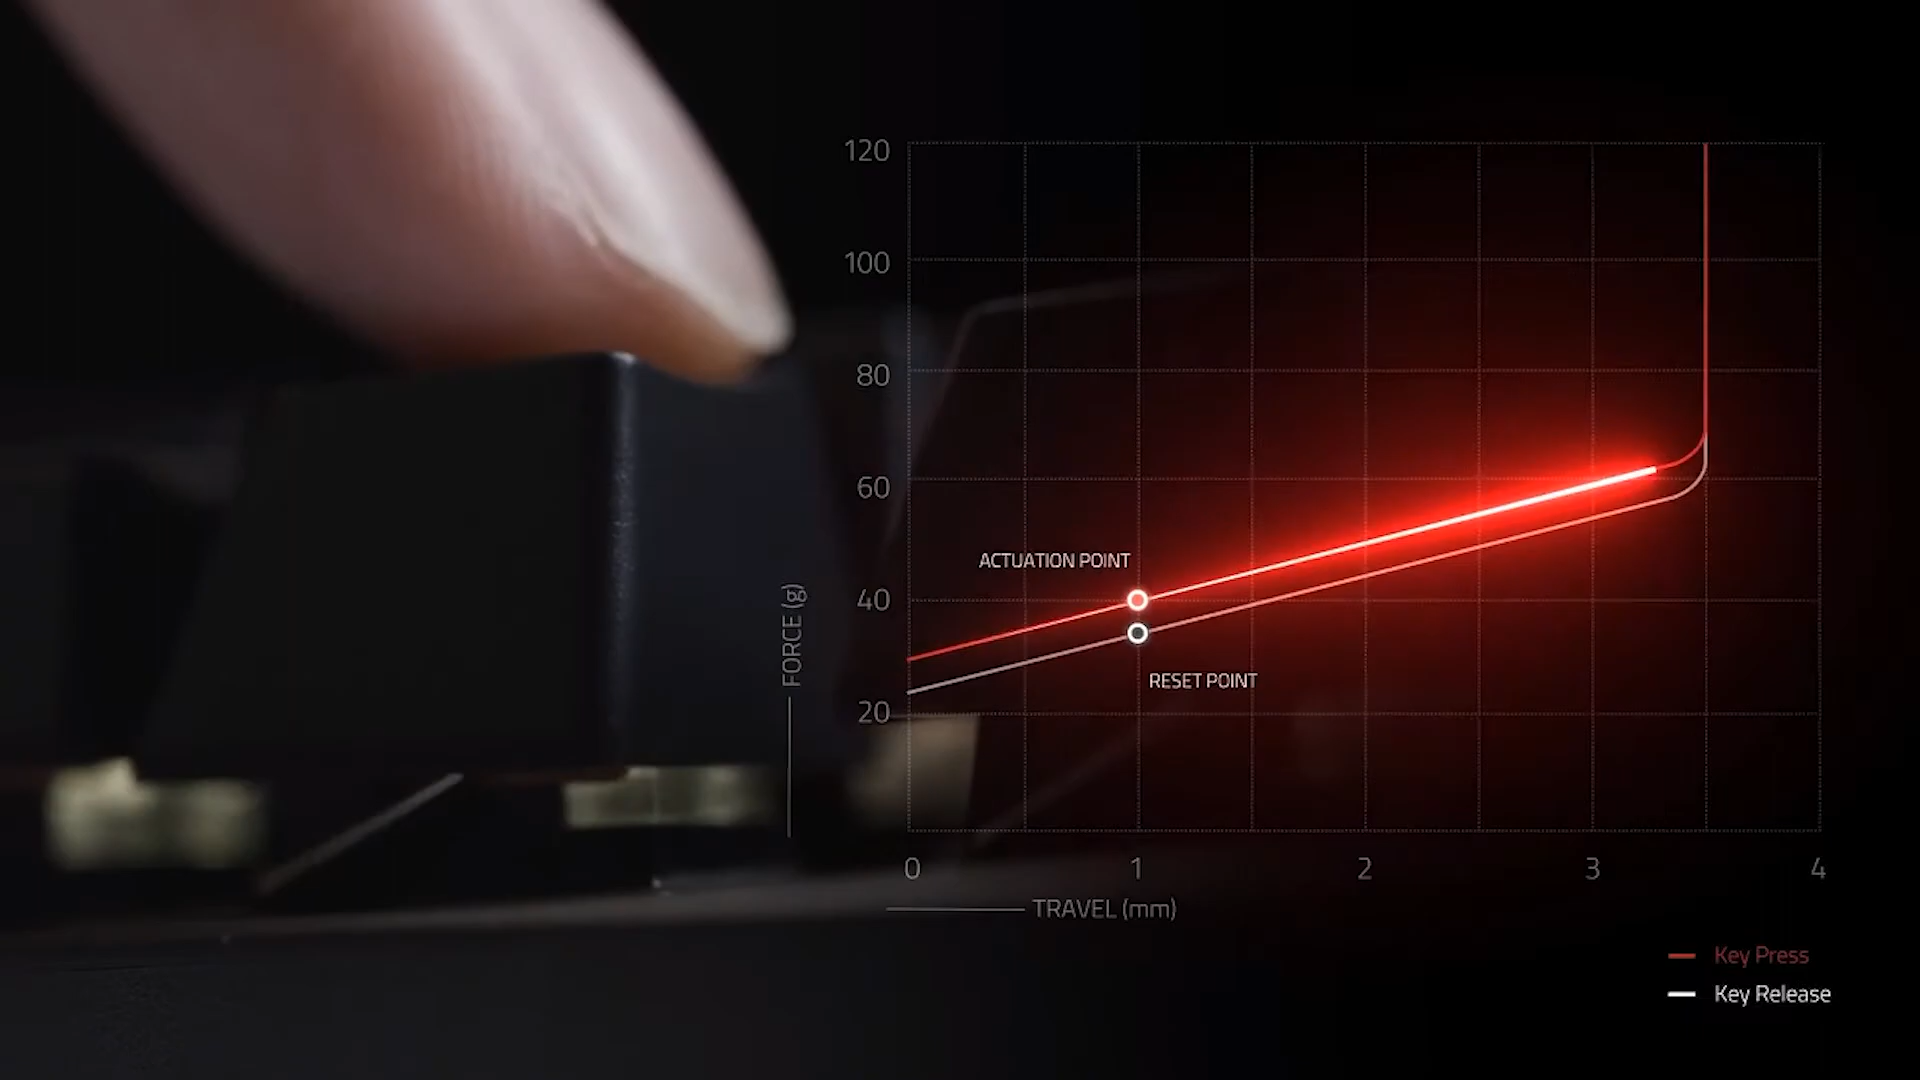 120
100
80
60
40
20
FORCE (g)
ACTUATION POINT
RESET POINT
0 1 2 3 4
TRAVEL (mm)
Key Press
Key Release